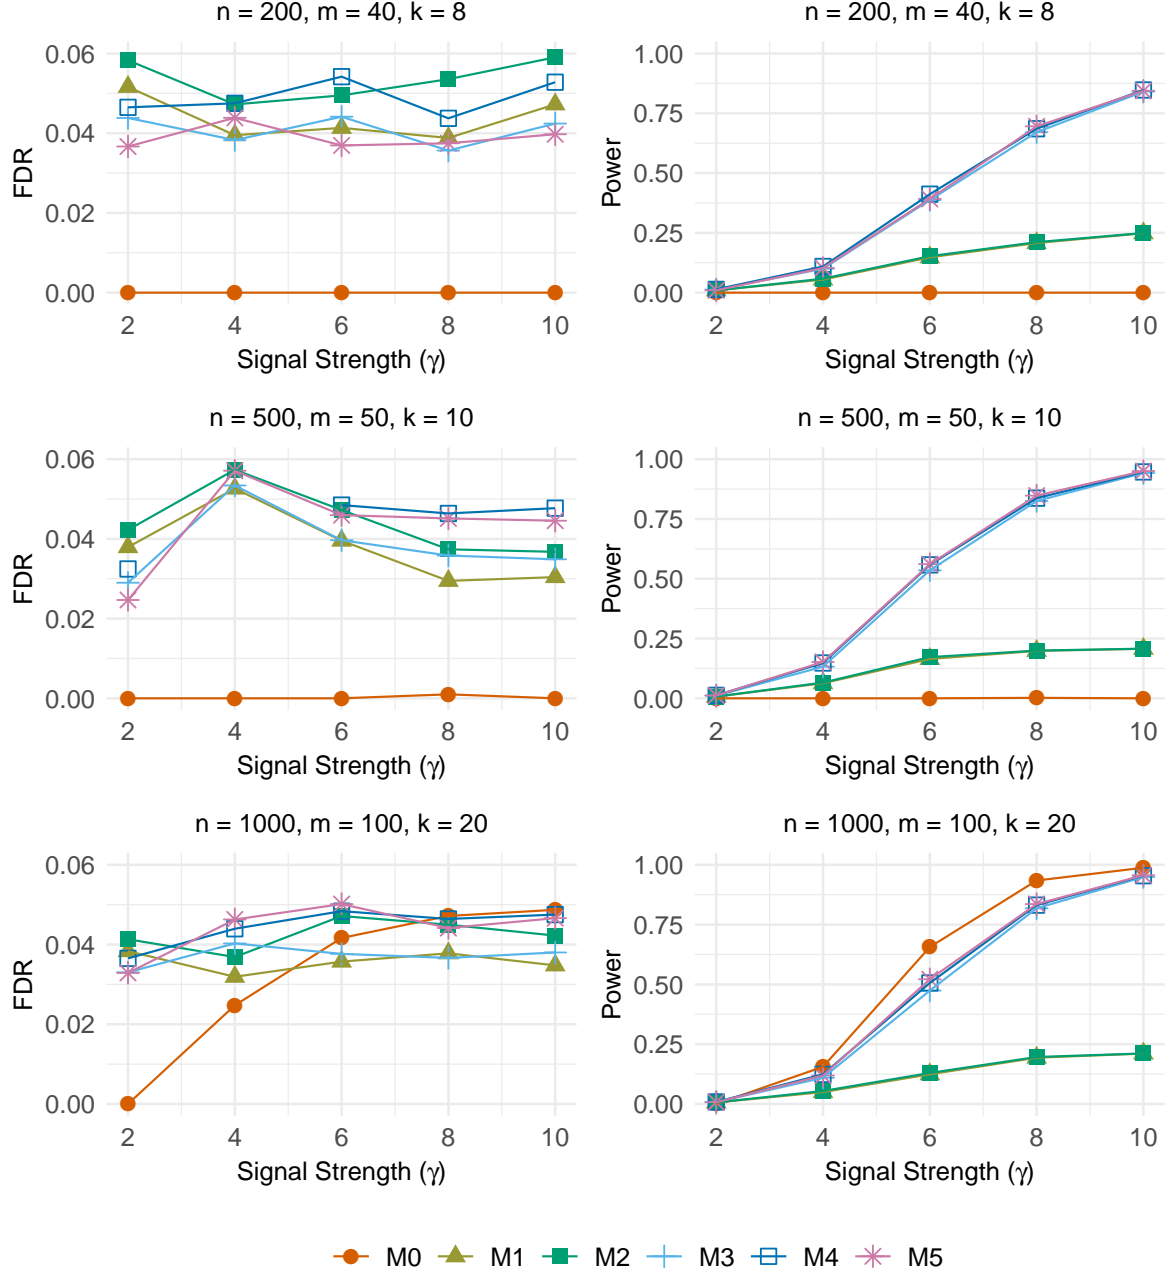 n = 200, m = 40, k = 8
n = 200, m = 40, k = 8
FDR
0.06
0.04
0.02
0.00
2 4 6 8 10
Signal Strength (γ)
Power
1.00
0.75
0.50
0.25
0.00
2 4 6 8 10
Signal Strength (γ)
n = 500, m = 50, k = 10
n = 500, m = 50, k = 10
FDR
0.06
0.04
0.02
0.00
2 4 6 8 10
Signal Strength (γ)
Power
1.00
0.75
0.50
0.25
0.00
2 4 6 8 10
Signal Strength (γ)
n = 1000, m = 100, k = 20
n = 1000, m = 100, k = 20
FDR
0.06
0.04
0.02
0.00
2 4 6 8 10
Signal Strength (γ)
Power
1.00
0.75
0.50
0.25
0.00
2 4 6 8 10
Signal Strength (γ)
M0 M1 M2 M3 M4 M5